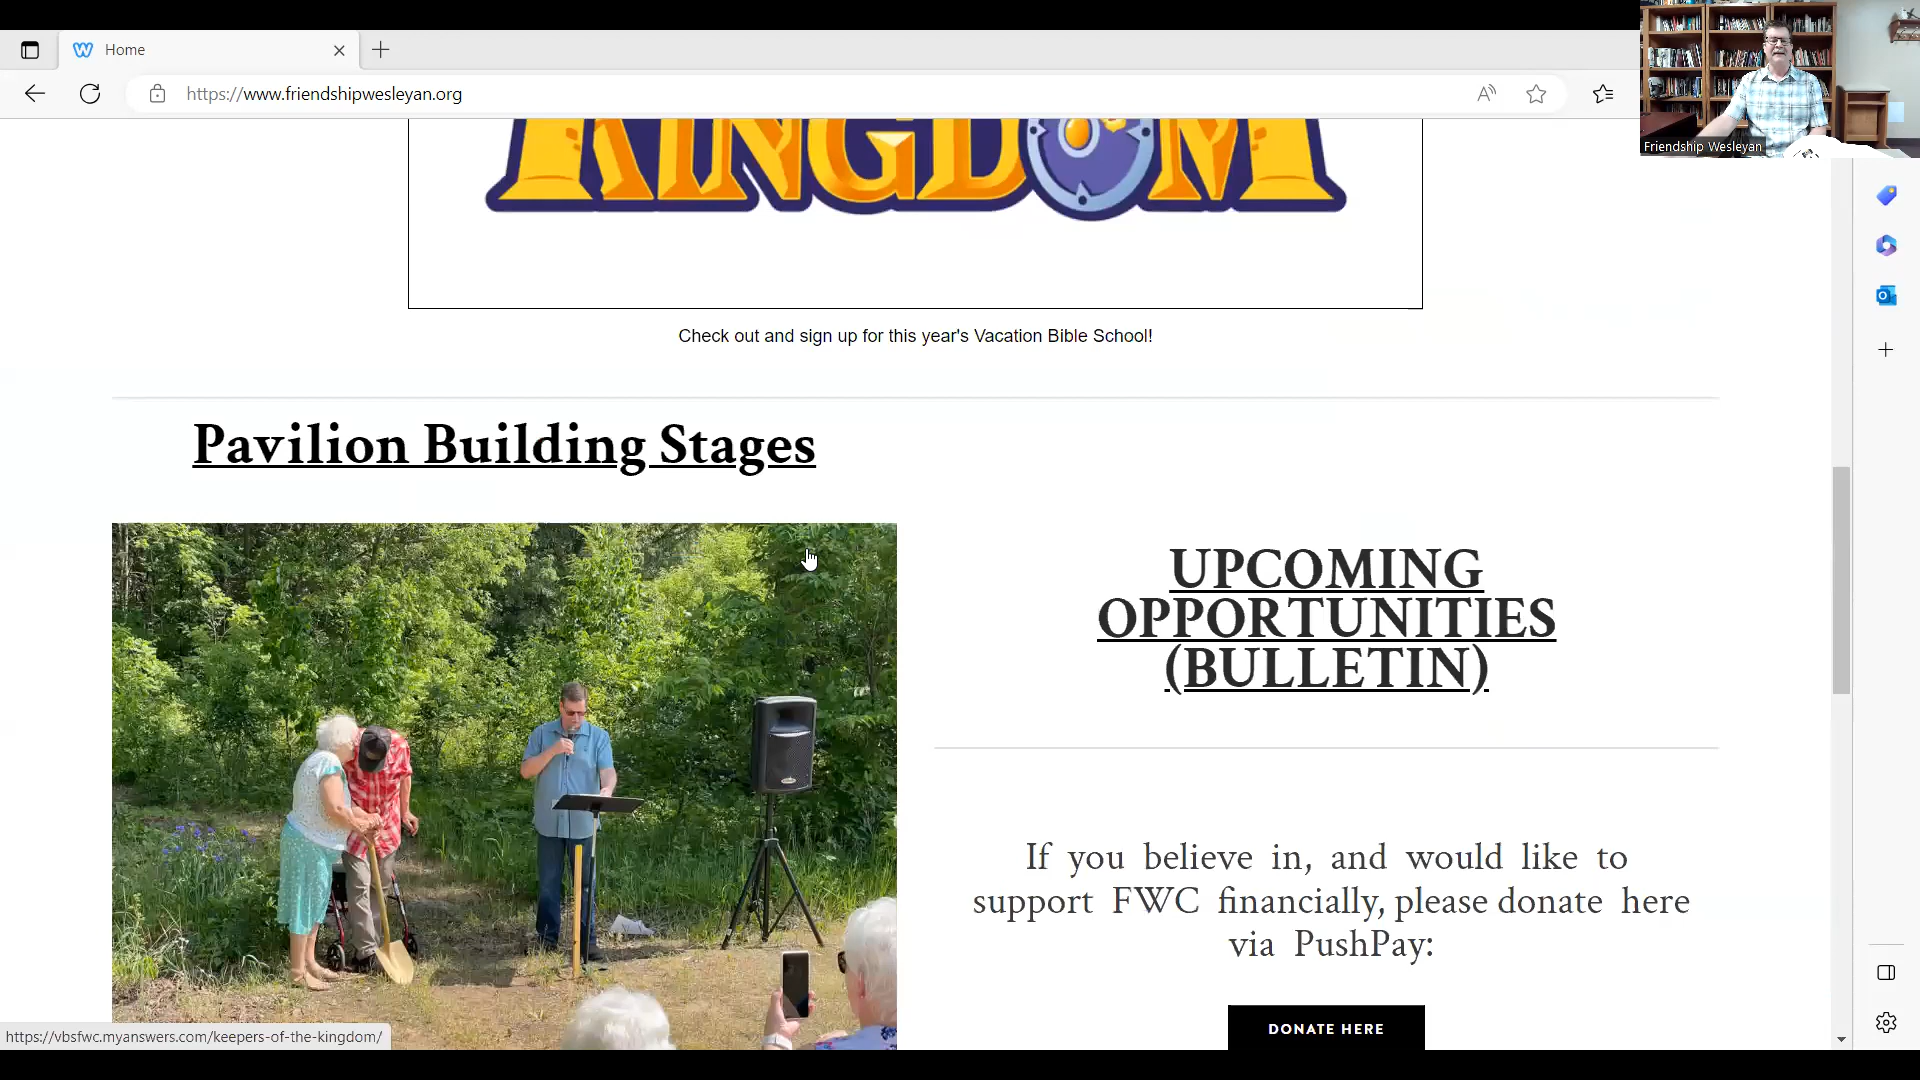 Home
https://www.friendshipwesleyan.org
Friendship Wesleyan
KINGDOM
Check out and sign up for this year's Vacation Bible School!
Pavilion Building Stages
UPCOMING
OPPORTUNITIES
(BULLETIN)
If you believe in, and would like to
support FWC financially, please donate here
via PushPay:
DONATE HERE
https://vbsfwc.myanswers.com/keepers-of-the-kingdom/